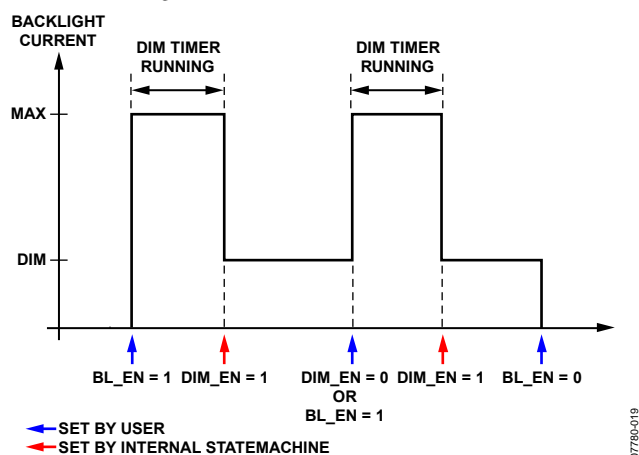 BACKLIGHT
CURRENT
DIM TIMER
RUNNING
DIM TIMER
RUNNING
MAX
DIM
BL_EN = 1
DIM_EN = 1
DIM_EN = 0
OR
BL_EN = 1
DIM_EN = 1
BL_EN = 0
SET BY USER
SET BY INTERNAL STATEMACHINE
07780-019